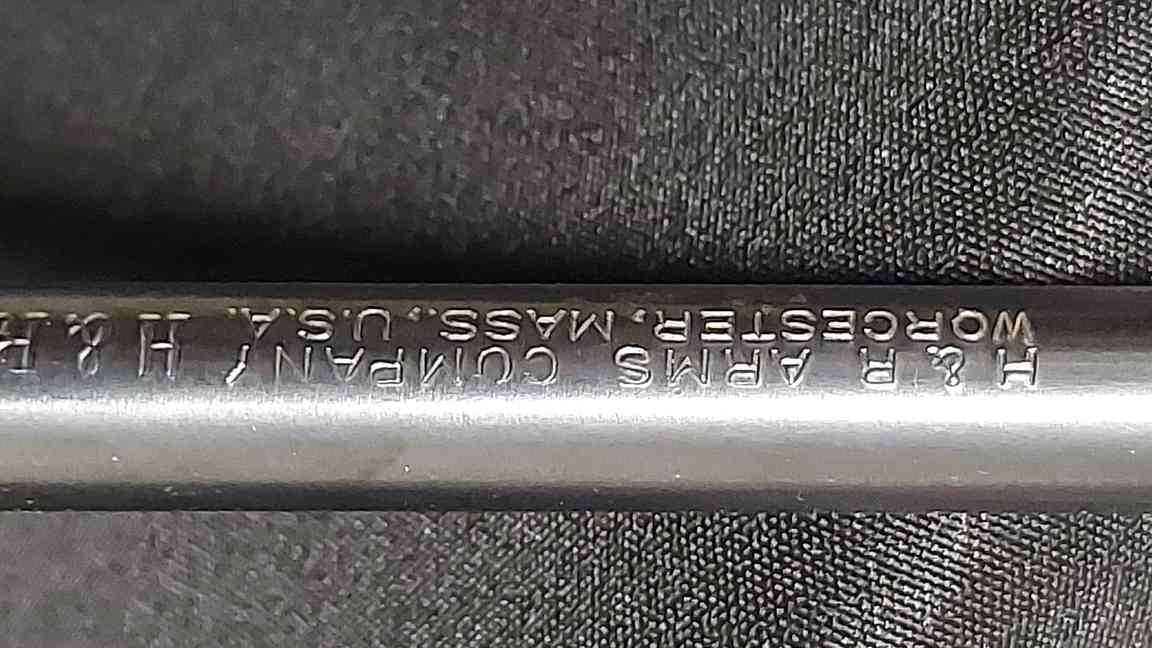 H & R ARMS COMPANY
WORCESTER, MASS., U.S.A.
H &